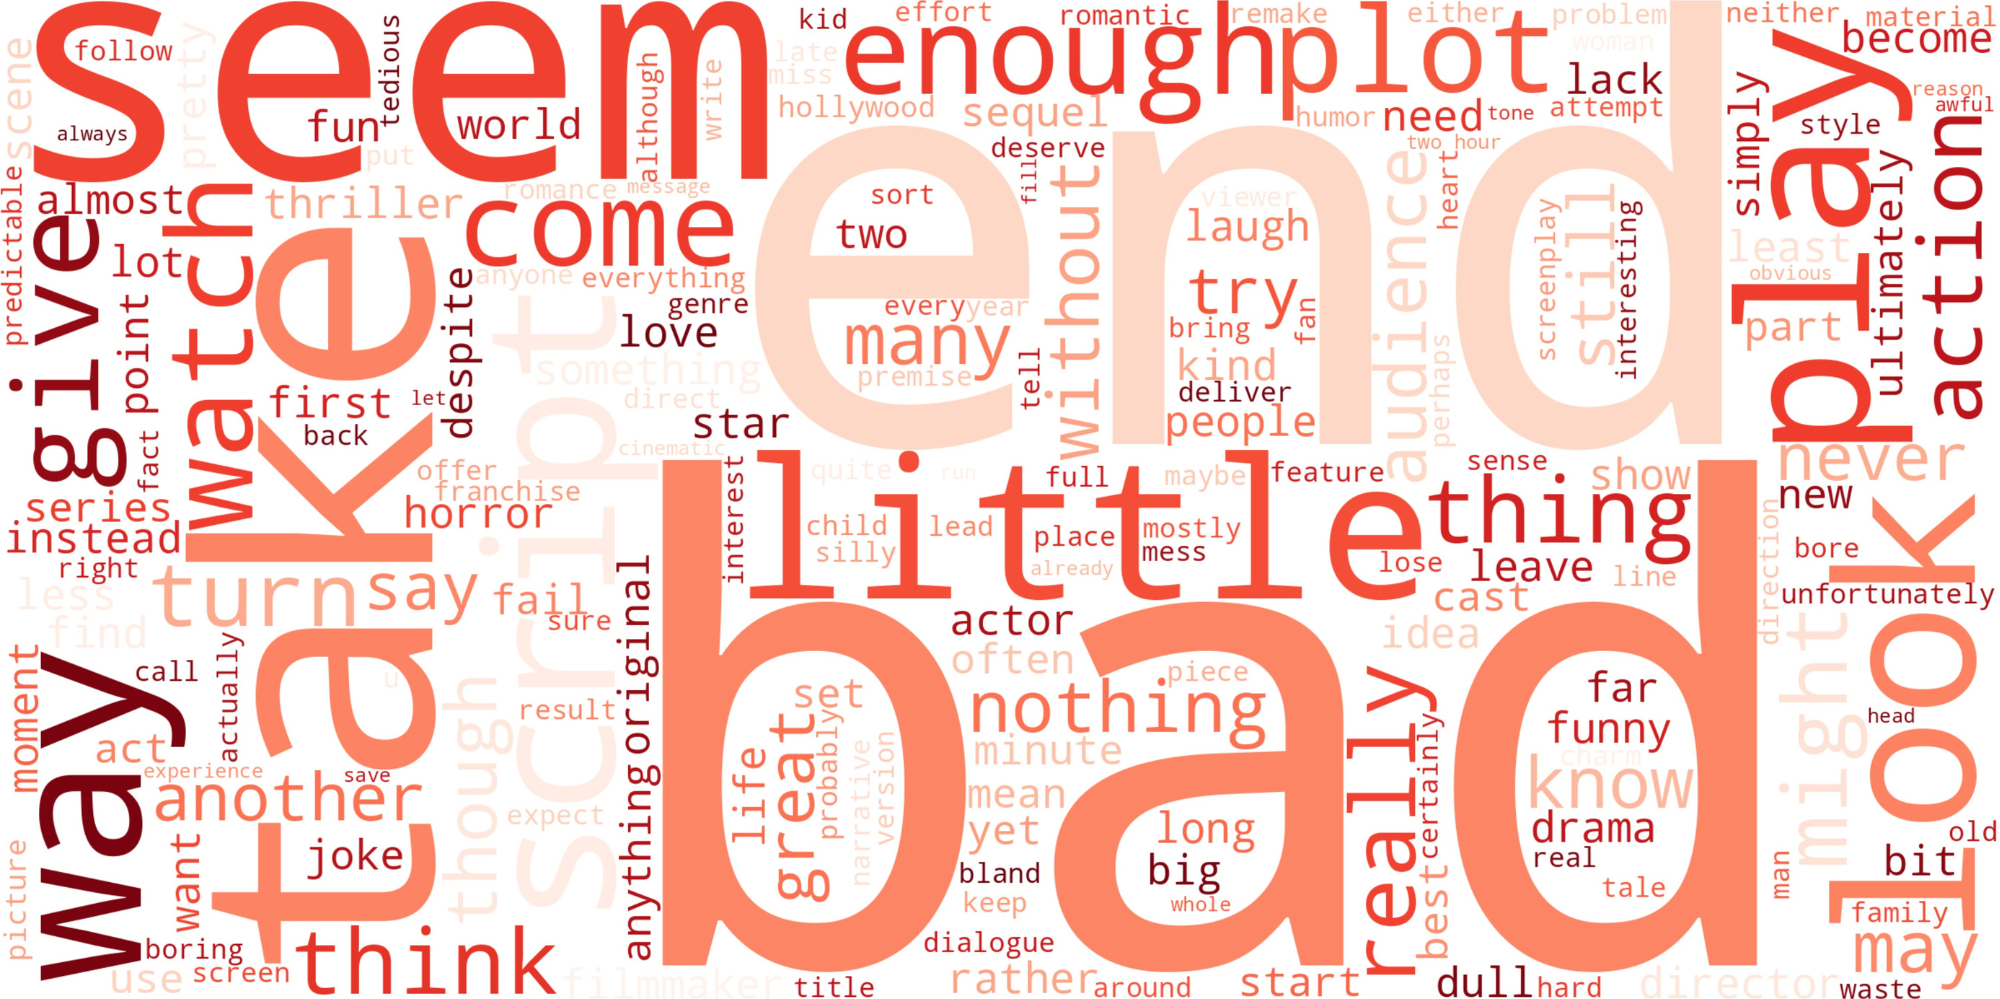 seem
follow
tedious
always
fun
world
although
write
pretty
put
scene
kid
effort
romantic
remake
either
problem
neither
material
late
miss
woman
become
enough
plot
lack
hollywood
sequel
humor
need
tone
attempt
two hour
reason
awful
style
simply
play
action
ultimately
deserve
fill
heart
almost
thriller
romance
message
come
sort
two
viewer
laugh
audience
still
screenplay
interesting
least
obvious
part
give
lot
watch
predictable
point
despite
anyone
everything
genre
love
every
year
many
premise
without
try
bring
fan
kind
tell
deliver
people
perhaps
end
take
first
let
back
fact
something
direct
star
cinematic
script
series
instead
right
offer
franchise
horror
quite
run
full
maybe
feature
sense
show
never
new
little
thing
child
silly
lead
place
mostly
mess
already
lose
leave
line
interest
bore
unfortunately
direction
look
less
find
turn
say
fail
sure
actor
often
cast
idea
might
way
moment
call
actually
u
though
result
original
anything
bad
set
great
life
probably
narrative
version
piece
nothing
minute
mean
yet
long
big
bland
keep
whole
really
certainly
best
far
funny
charm
know
drama
real
tale
head
old
bit
man
family
may
act
experience
save
another
expect
joke
want
picture
boring
use
screen
think
filmmaker
title
dialogue
rather
around
start
dull
hard
director
waste